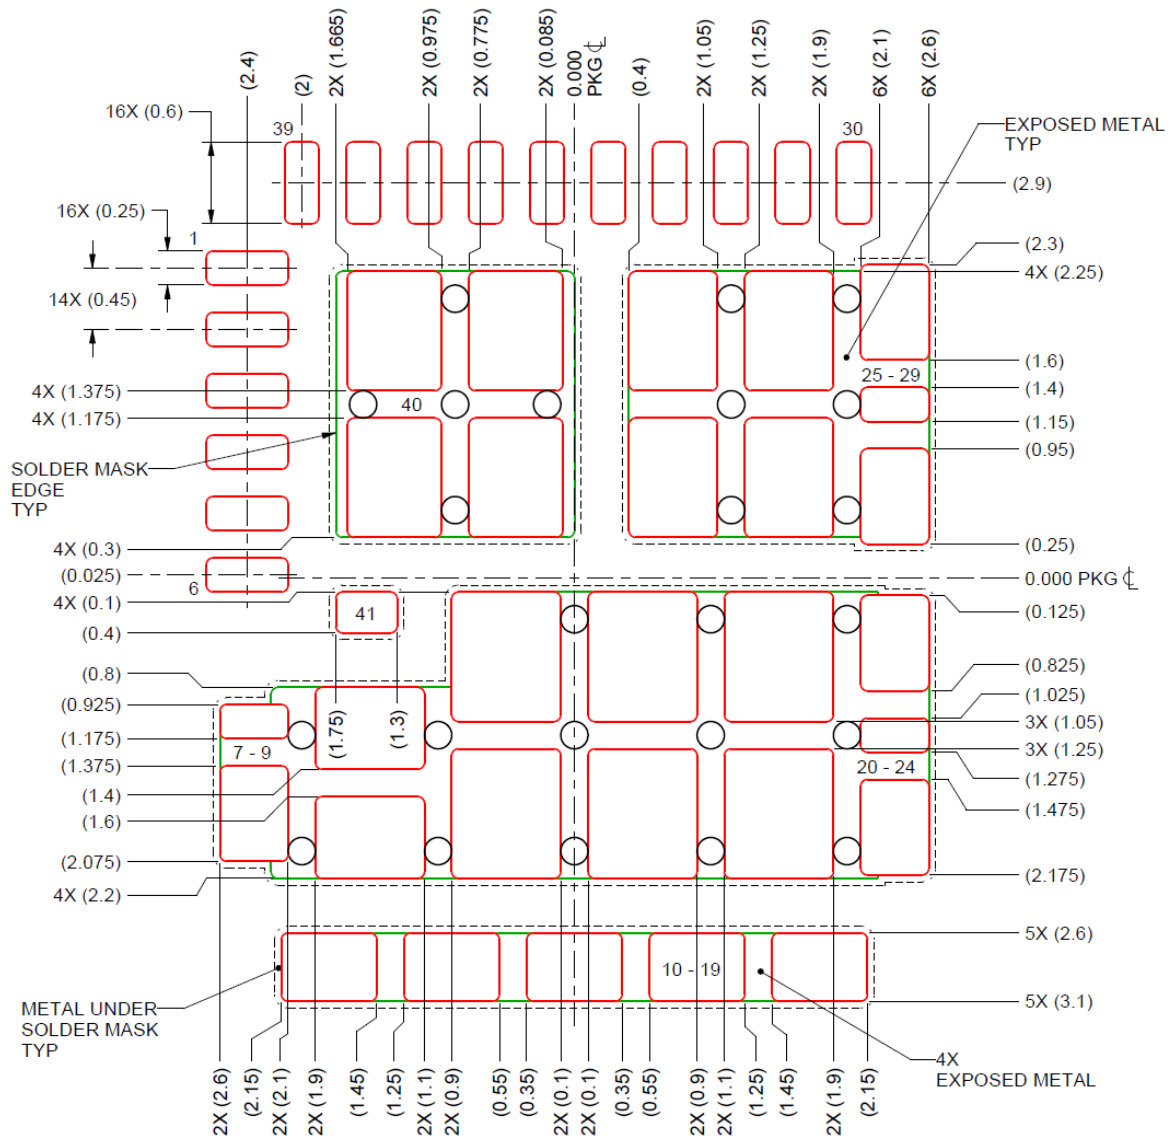 (2.4)
(2)
2X (1.665)
2X (0.975)
2X (0.775)
2X (0.085)
0.000
PKG ℄
(0.4)
2X (1.05)
2X (1.25)
2X (1.9)
6X (2.1)
6X (2.6)
16X (0.6)
39
30
EXPOSED METAL
TYP
(2.9)
16X (0.25)
1
(2.3)
4X (2.25)
14X (0.45)
(1.6)
25 - 29
(1.4)
4X (1.375)
40
4X (1.175)
(1.15)
(0.95)
SOLDER MASK
EDGE
TYP
4X (0.3)
(0.25)
(0.025)
6
0.000 PKG ℄
4X (0.1)
41
(0.125)
(0.4)
(0.8)
(0.825)
(0.925)
(1.025)
(1.75)
(1.3)
3X (1.05)
(1.175)
7 - 9
3X (1.25)
(1.375)
20 - 24
(1.275)
(1.4)
(1.475)
(1.6)
(2.075)
(2.175)
4X (2.2)
5X (2.6)
10 - 19
5X (3.1)
METAL UNDER
SOLDER MASK
TYP
4X
EXPOSED METAL
2X (2.6)
(2.15)
2X (2.1)
2X (1.9)
(1.45)
(1.25)
2X (1.1)
2X (0.9)
(0.55)
(0.35)
2X (0.1)
2X (0.1)
(0.35)
(0.55)
2X (0.9)
2X (1.1)
(1.25)
(1.45)
2X (1.9)
(2.15)